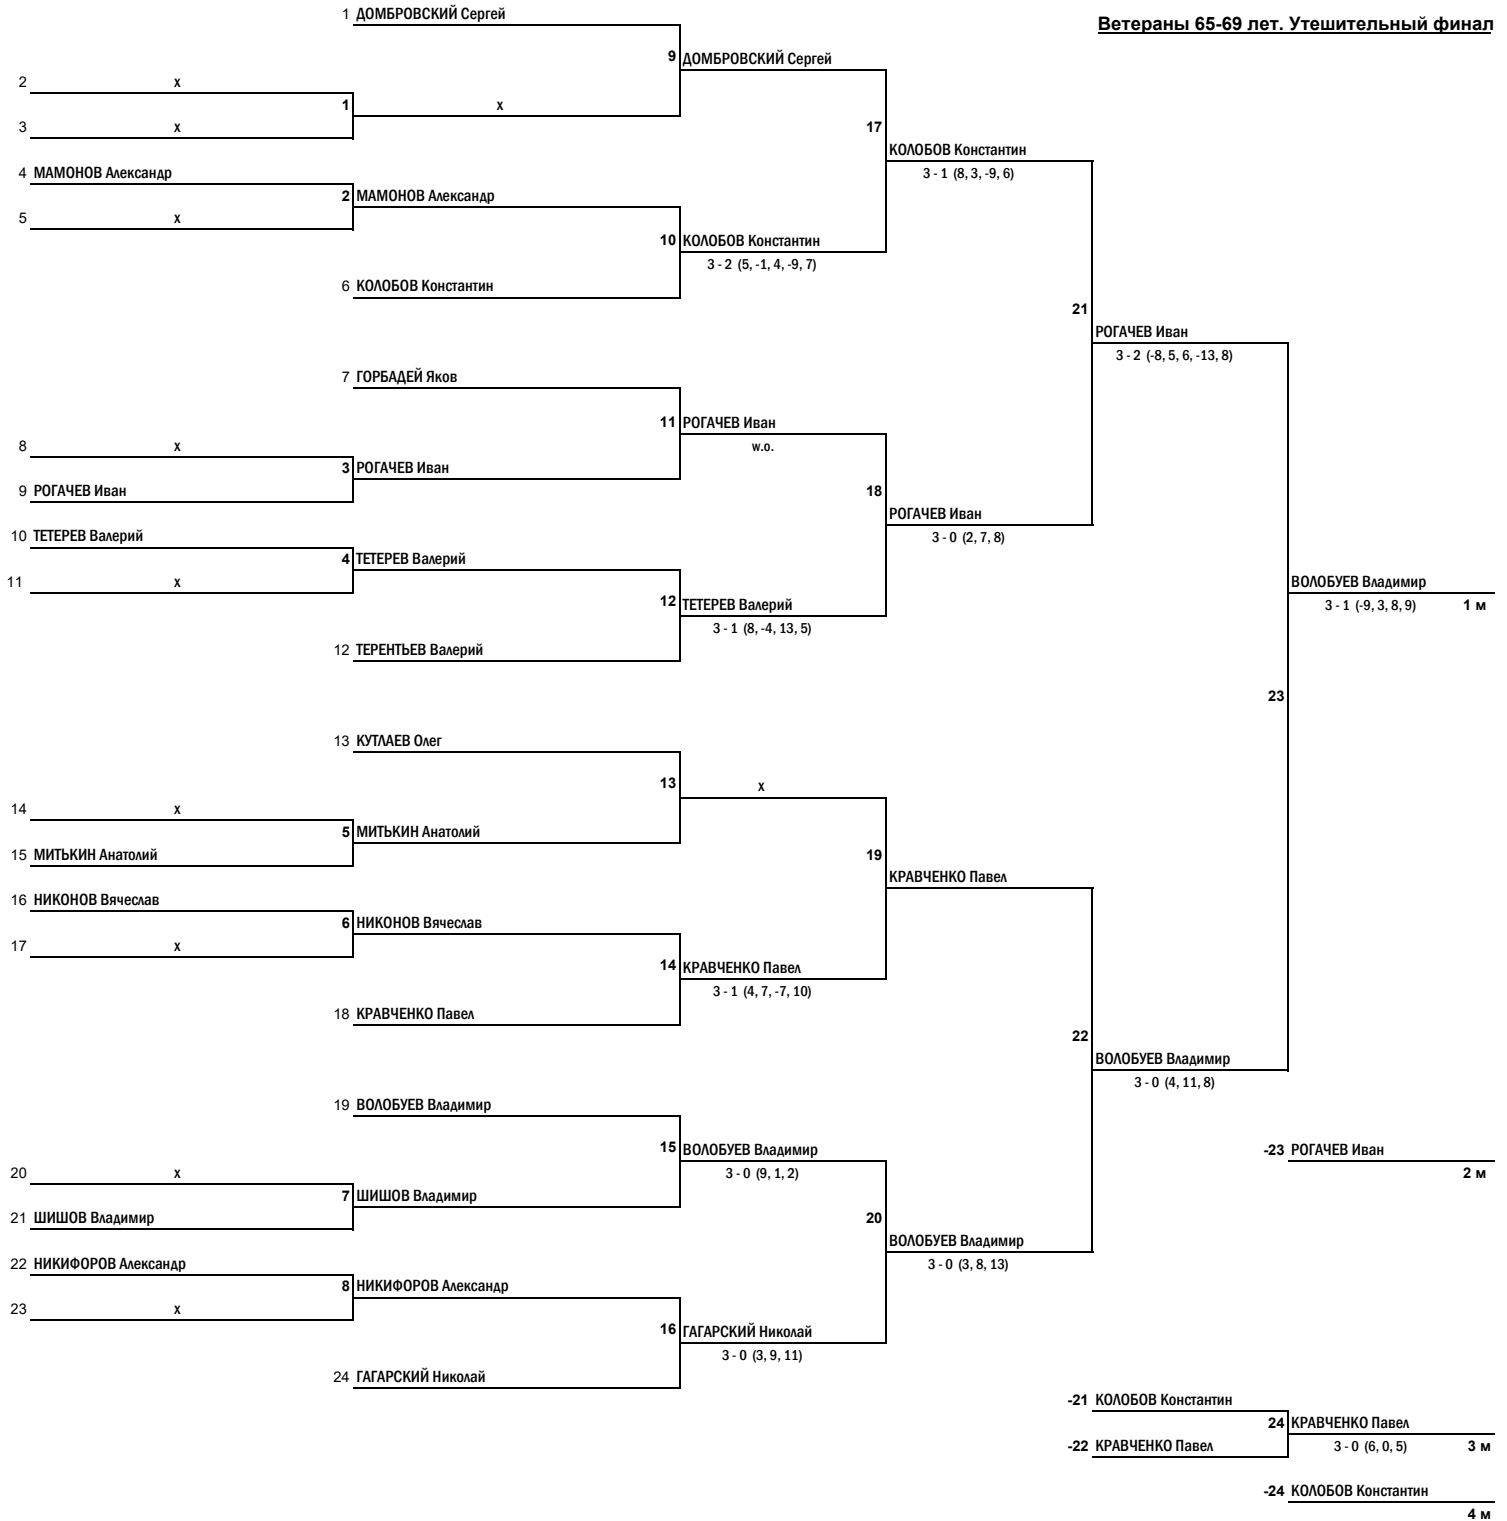 1 ДОМБРОВСКИЙ Сергей
Ветераны 65-69 лет. Утешительный финал
9 ДОМБРОВСКИЙ Сергей
2 х
1 х
3 х
17
КОЛОБОВ Константин
4 МАМОНОВ Александр
3 - 1 (8, 3, -9, 6)
2 МАМОНОВ Александр
5 х
10 КОЛОБОВ Константин
3 - 2 (5, -1, 4, -9, 7)
6 КОЛОБОВ Константин
21
РОГАЧЕВ Иван
3 - 2 (-8, 5, 6, -13, 8)
7 ГОРБАДЕЙ Яков
11 РОГАЧЕВ Иван
8 х
w.o.
3 РОГАЧЕВ Иван
9 РОГАЧЕВ Иван
18
РОГАЧЕВ Иван
10 ТЕТЕРЕВ Валерий
3 - 0 (2, 7, 8)
4 ТЕТЕРЕВ Валерий
11 х
ВОЛОБУЕВ Владимир
12 ТЕТЕРЕВ Валерий
3 - 1 (-9, 3, 8, 9) 1 м
3 - 1 (8, -4, 13, 5)
12 ТЕРЕНТЬЕВ Валерий
23
13 КУТЛАЕВ Олег
13 х
14 х
5 МИТЬКИН Анатолий
15 МИТЬКИН Анатолий
19
КРАВЧЕНКО Павел
16 НИКОНОВ Вячеслав
6 НИКОНОВ Вячеслав
17 х
14 КРАВЧЕНКО Павел
3 - 1 (4, 7, -7, 10)
18 КРАВЧЕНКО Павел
22
ВОЛОБУЕВ Владимир
3 - 0 (4, 11, 8)
19 ВОЛОБУЕВ Владимир
15 ВОЛОБУЕВ Владимир
-23 РОГАЧЕВ Иван
20 х
3 - 0 (9, 1, 2)
2 м
7 ШИШОВ Владимир
21 ШИШОВ Владимир
20
ВОЛОБУЕВ Владимир
22 НИКИФОРОВ Александр
3 - 0 (3, 8, 13)
8 НИКИФОРОВ Александр
23 х
16 ГАГАРСКИЙ Николай
3 - 0 (3, 9, 11)
24 ГАГАРСКИЙ Николай
-21 КОЛОБОВ Константин
24 КРАВЧЕНКО Павел
-22 КРАВЧЕНКО Павел
3 - 0 (6, 0, 5) 3 м
-24 КОЛОБОВ Константин
4 м